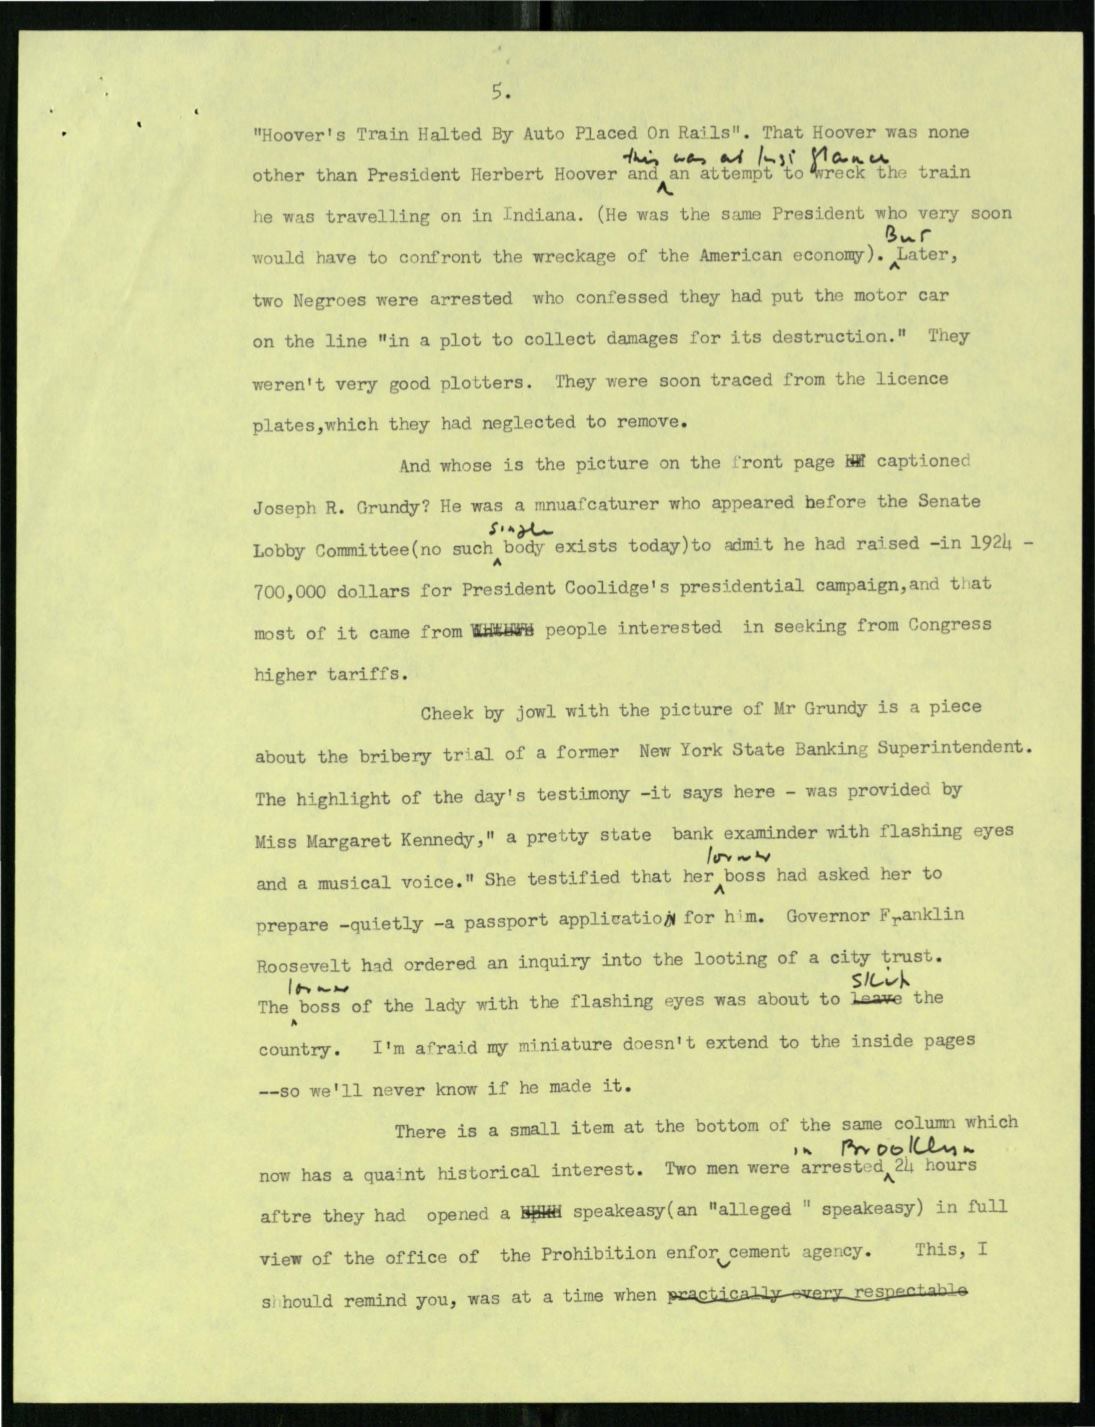 5.
"Hoover's Train Halted By Auto Placed On Rails". That Hoover was none
this was at first glance
other than President Herbert Hoover and an attempt to wreck the train
he was travelling on in Indiana. (He was the same President who very soon
But
would have to confront the wreckage of the American economy). Later,
two Negroes were arrested who confessed they had put the motor car
on the line "in a plot to collect damages for its destruction." They
weren't very good plotters. They were soon traced from the licence
plates,which they had neglected to remove.
And whose is the picture on the front page captioned
Joseph R. Grundy? He was a mnuafcaturer who appeared before the Senate
single
Lobby Committee(no such body exists today)to admit he had raised -in 1924 -
700,000 dollars for President Coolidge's presidential campaign,and that
most of it came from people interested in seeking from Congress
higher tariffs.
Cheek by jowl with the picture of Mr Grundy is a piece
about the bribery trial of a former New York State Banking Superintendent.
The highlight of the day's testimony -it says here - was provided by
Miss Margaret Kennedy," a pretty state bank examinder with flashing eyes
former
and a musical voice." She testified that her boss had asked her to
prepare -quietly -a passport application for him. Governor Franklin
Roosevelt had ordered an inquiry into the looting of a city trust.
former skip
The boss of the lady with the flashing eyes was about to leave the
country. I'm afraid my miniature doesn't extend to the inside pages
--so we'll never know if he made it.
There is a small item at the bottom of the same column which
in Brooklyn
now has a quaint historical interest. Two men were arrested 24 hours
aftre they had opened a speakeasy(an "alleged " speakeasy) in full
view of the office of the Prohibition enfor cement agency. This, I
should remind you, was at a time when practically every respectable